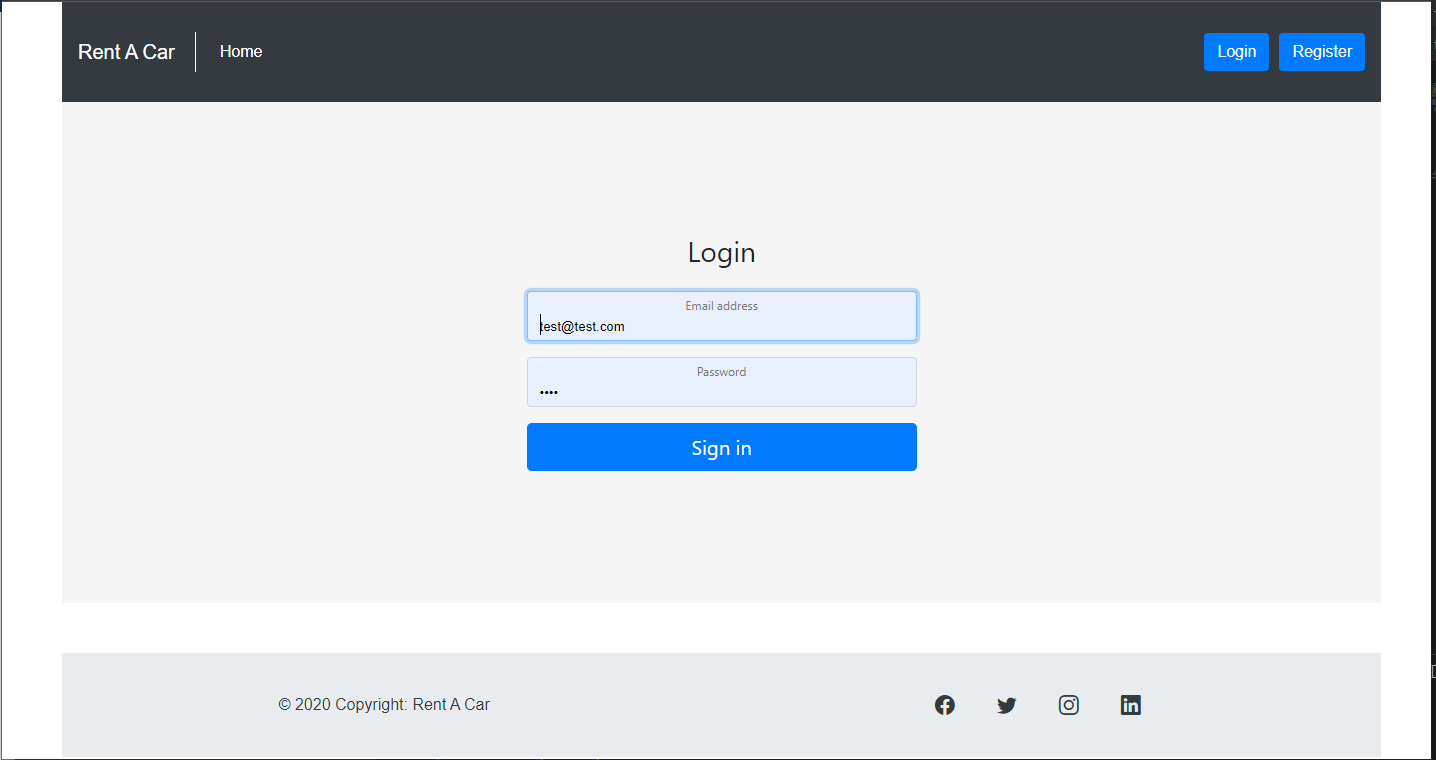 Rent A Car
Home
Login
Register
Login
Email address
test@test.com
Password
••••
Sign in
© 2020 Copyright: Rent A Car